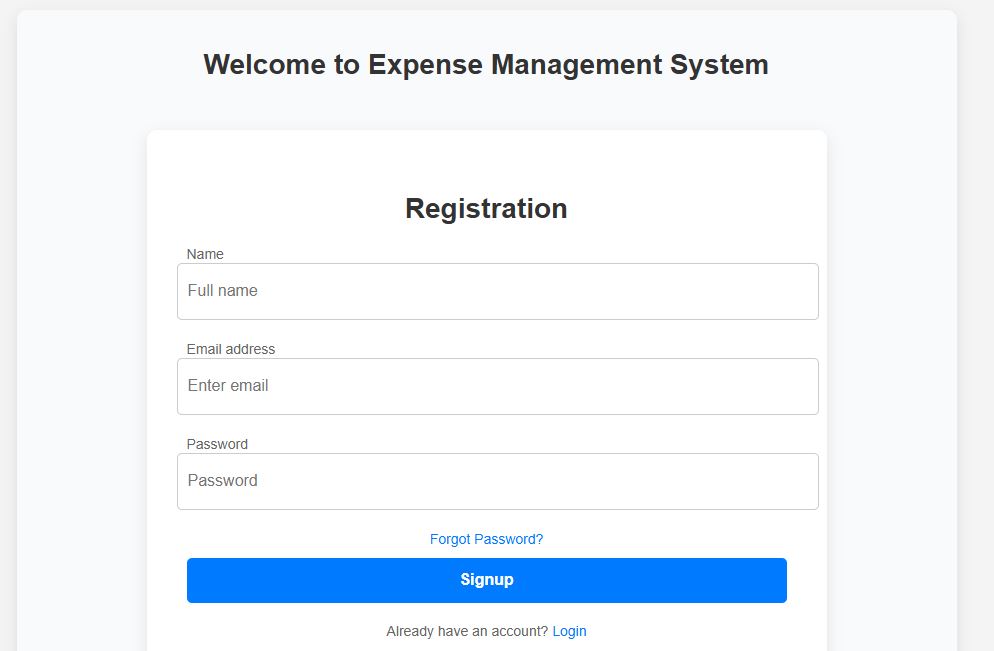 Welcome to Expense Management System
Registration
Name
Full name
Email address
Enter email
Password
Password
Forgot Password?
Signup
Already have an account? Login